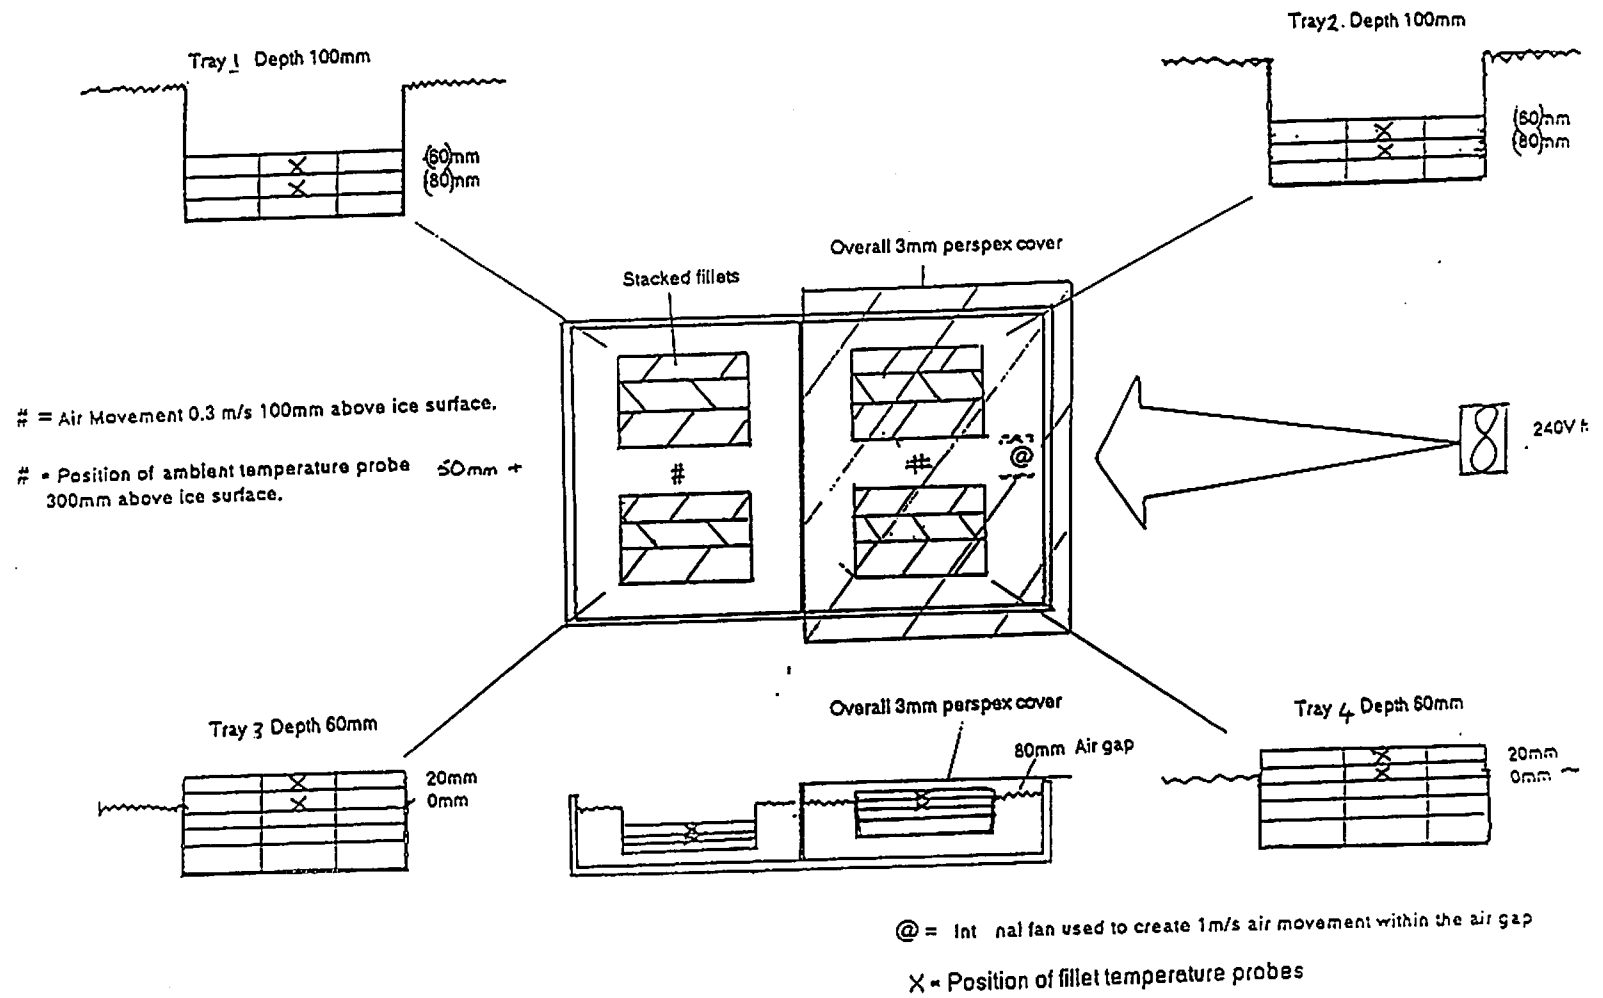 Tray 1 Depth 100mm
Tray 2. Depth 100mm
(60)mm
(80)mm
(60)mm
(80)mm
Overall 3mm perspex cover
Stacked fillets
# = Air Movement 0.3 m/s 100mm above ice surface.
# = Position of ambient temperature probe 50mm +
300mm above ice surface.
#
#
@
240V
Tray 3 Depth 60mm
Overall 3mm perspex cover
Tray 4 Depth 60mm
80mm Air gap
20mm
0mm
20mm
0mm
@ = Int nal fan used to create 1m/s air movement within the air gap
X = Position of fillet temperature probes